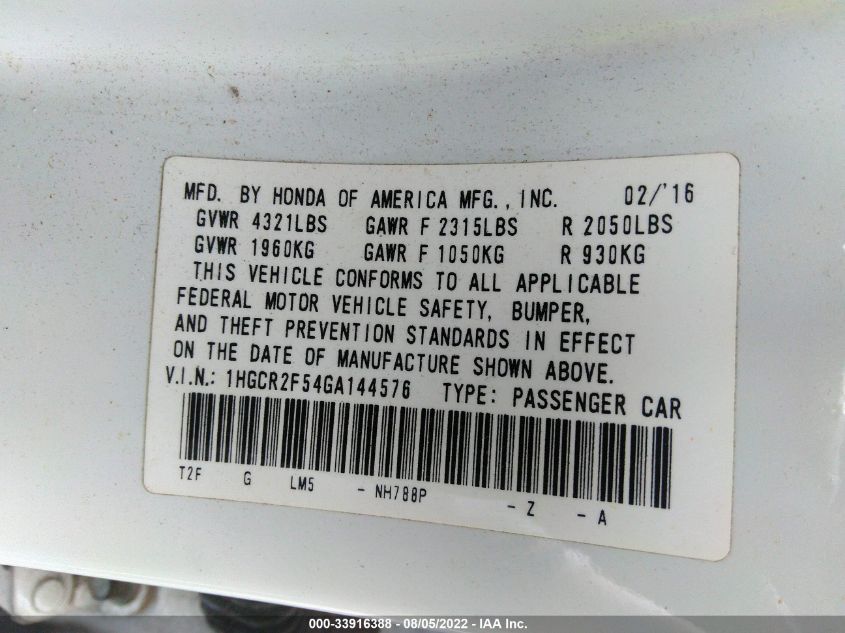 MFD. BY HONDA OF AMERICA MFG., INC. 02/'16
GVWR 4321LBS GAWR F 2315LBS R 2050LBS
GVWR 1960KG GAWR F 1050KG R 930KG
THIS VEHICLE CONFORMS TO ALL APPLICABLE
FEDERAL MOTOR VEHICLE SAFETY, BUMPER,
AND THEFT PREVENTION STANDARDS IN EFFECT
ON THE DATE OF MANUFACTURE SHOWN ABOVE.
V.I.N.: 1HGCR2F54GA144576 TYPE: PASSENGER CAR
T2F G LM5 - NH788P - Z - A
000-33916388 - 08/05/2022 - IAA Inc.